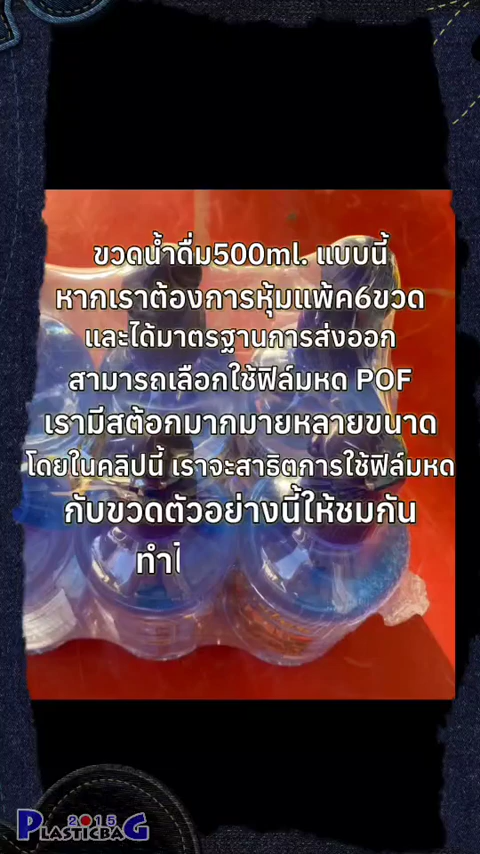 ขวดน้ำดื่ม500ml. แบบนี้
หากเราต้องการหุ้มแพ้ค6ขวด
และได้มาตรฐานการส่งออก
สามารถเลือกใช้ฟิล์มหด POF
เรามีสต้อกมากมายหลายขนาด
โดยในคลิปนี้ เราจะสาธิตการใช้ฟิล์มหด
กับขวดตัวอย่างนี้ให้ชมกัน
ทำไ
2015
PLASTICBAG